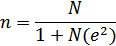 n = N / 1 + N(e²)